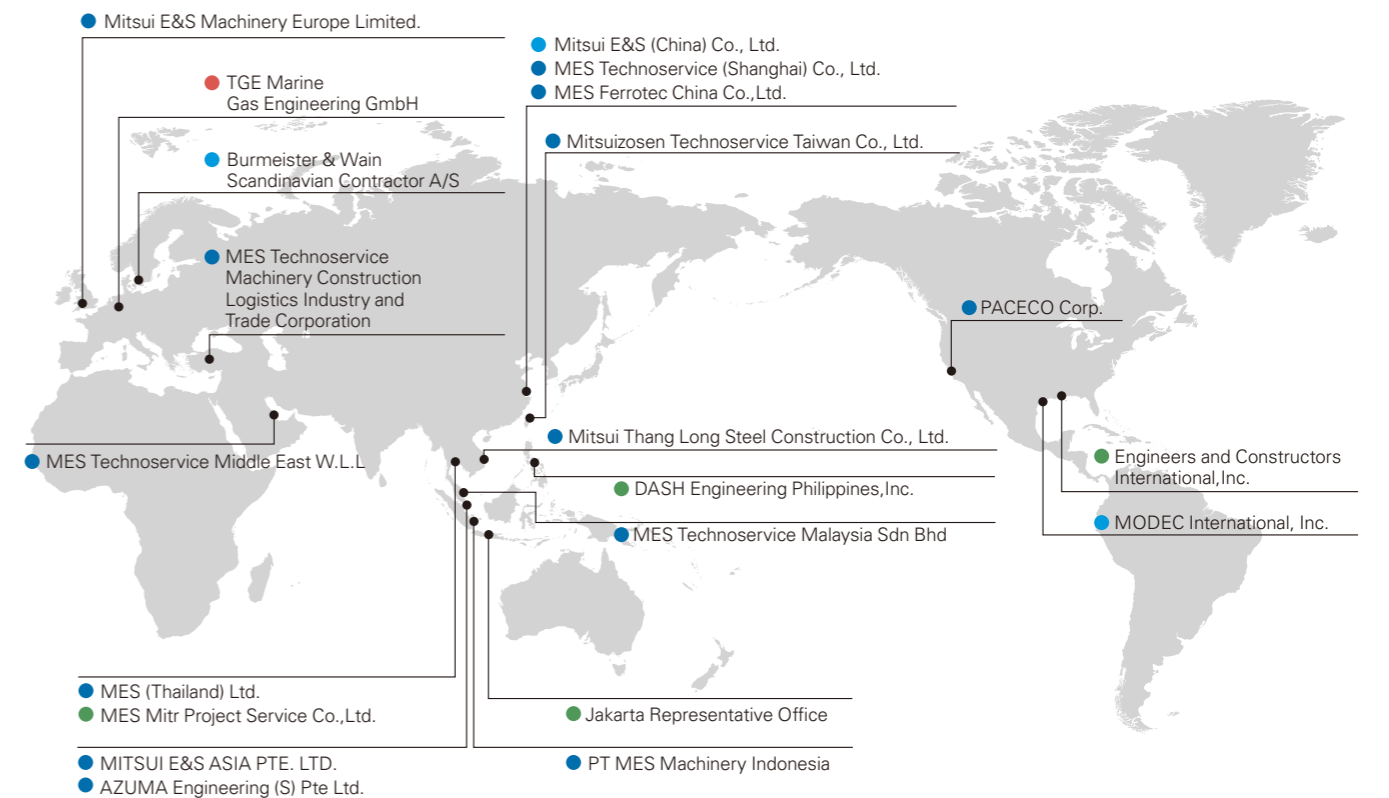 Mitsui E&S Machinery Europe Limited.
TGE Marine
Gas Engineering GmbH
Burmeister & Wain
Scandinavian Contractor A/S
MES Technoservice
Machinery Construction
Logistics Industry and
Trade Corporation
MES Technoservice Middle East W.L.L
Mitsui E&S (China) Co., Ltd.
MES Technoservice (Shanghai) Co., Ltd.
MES Ferrotec China Co.,Ltd.
Mitsuizosen Technoservice Taiwan Co., Ltd.
PACECO Corp.
Mitsui Thang Long Steel Construction Co., Ltd.
DASH Engineering Philippines,Inc.
MES Technoservice Malaysia Sdn Bhd
Engineers and Constructors
International,Inc.
MODEC International, Inc.
MES (Thailand) Ltd.
MES Mitr Project Service Co.,Ltd.
MITSUI E&S ASIA PTE. LTD.
AZUMA Engineering (S) Pte Ltd.
Jakarta Representative Office
PT MES Machinery Indonesia